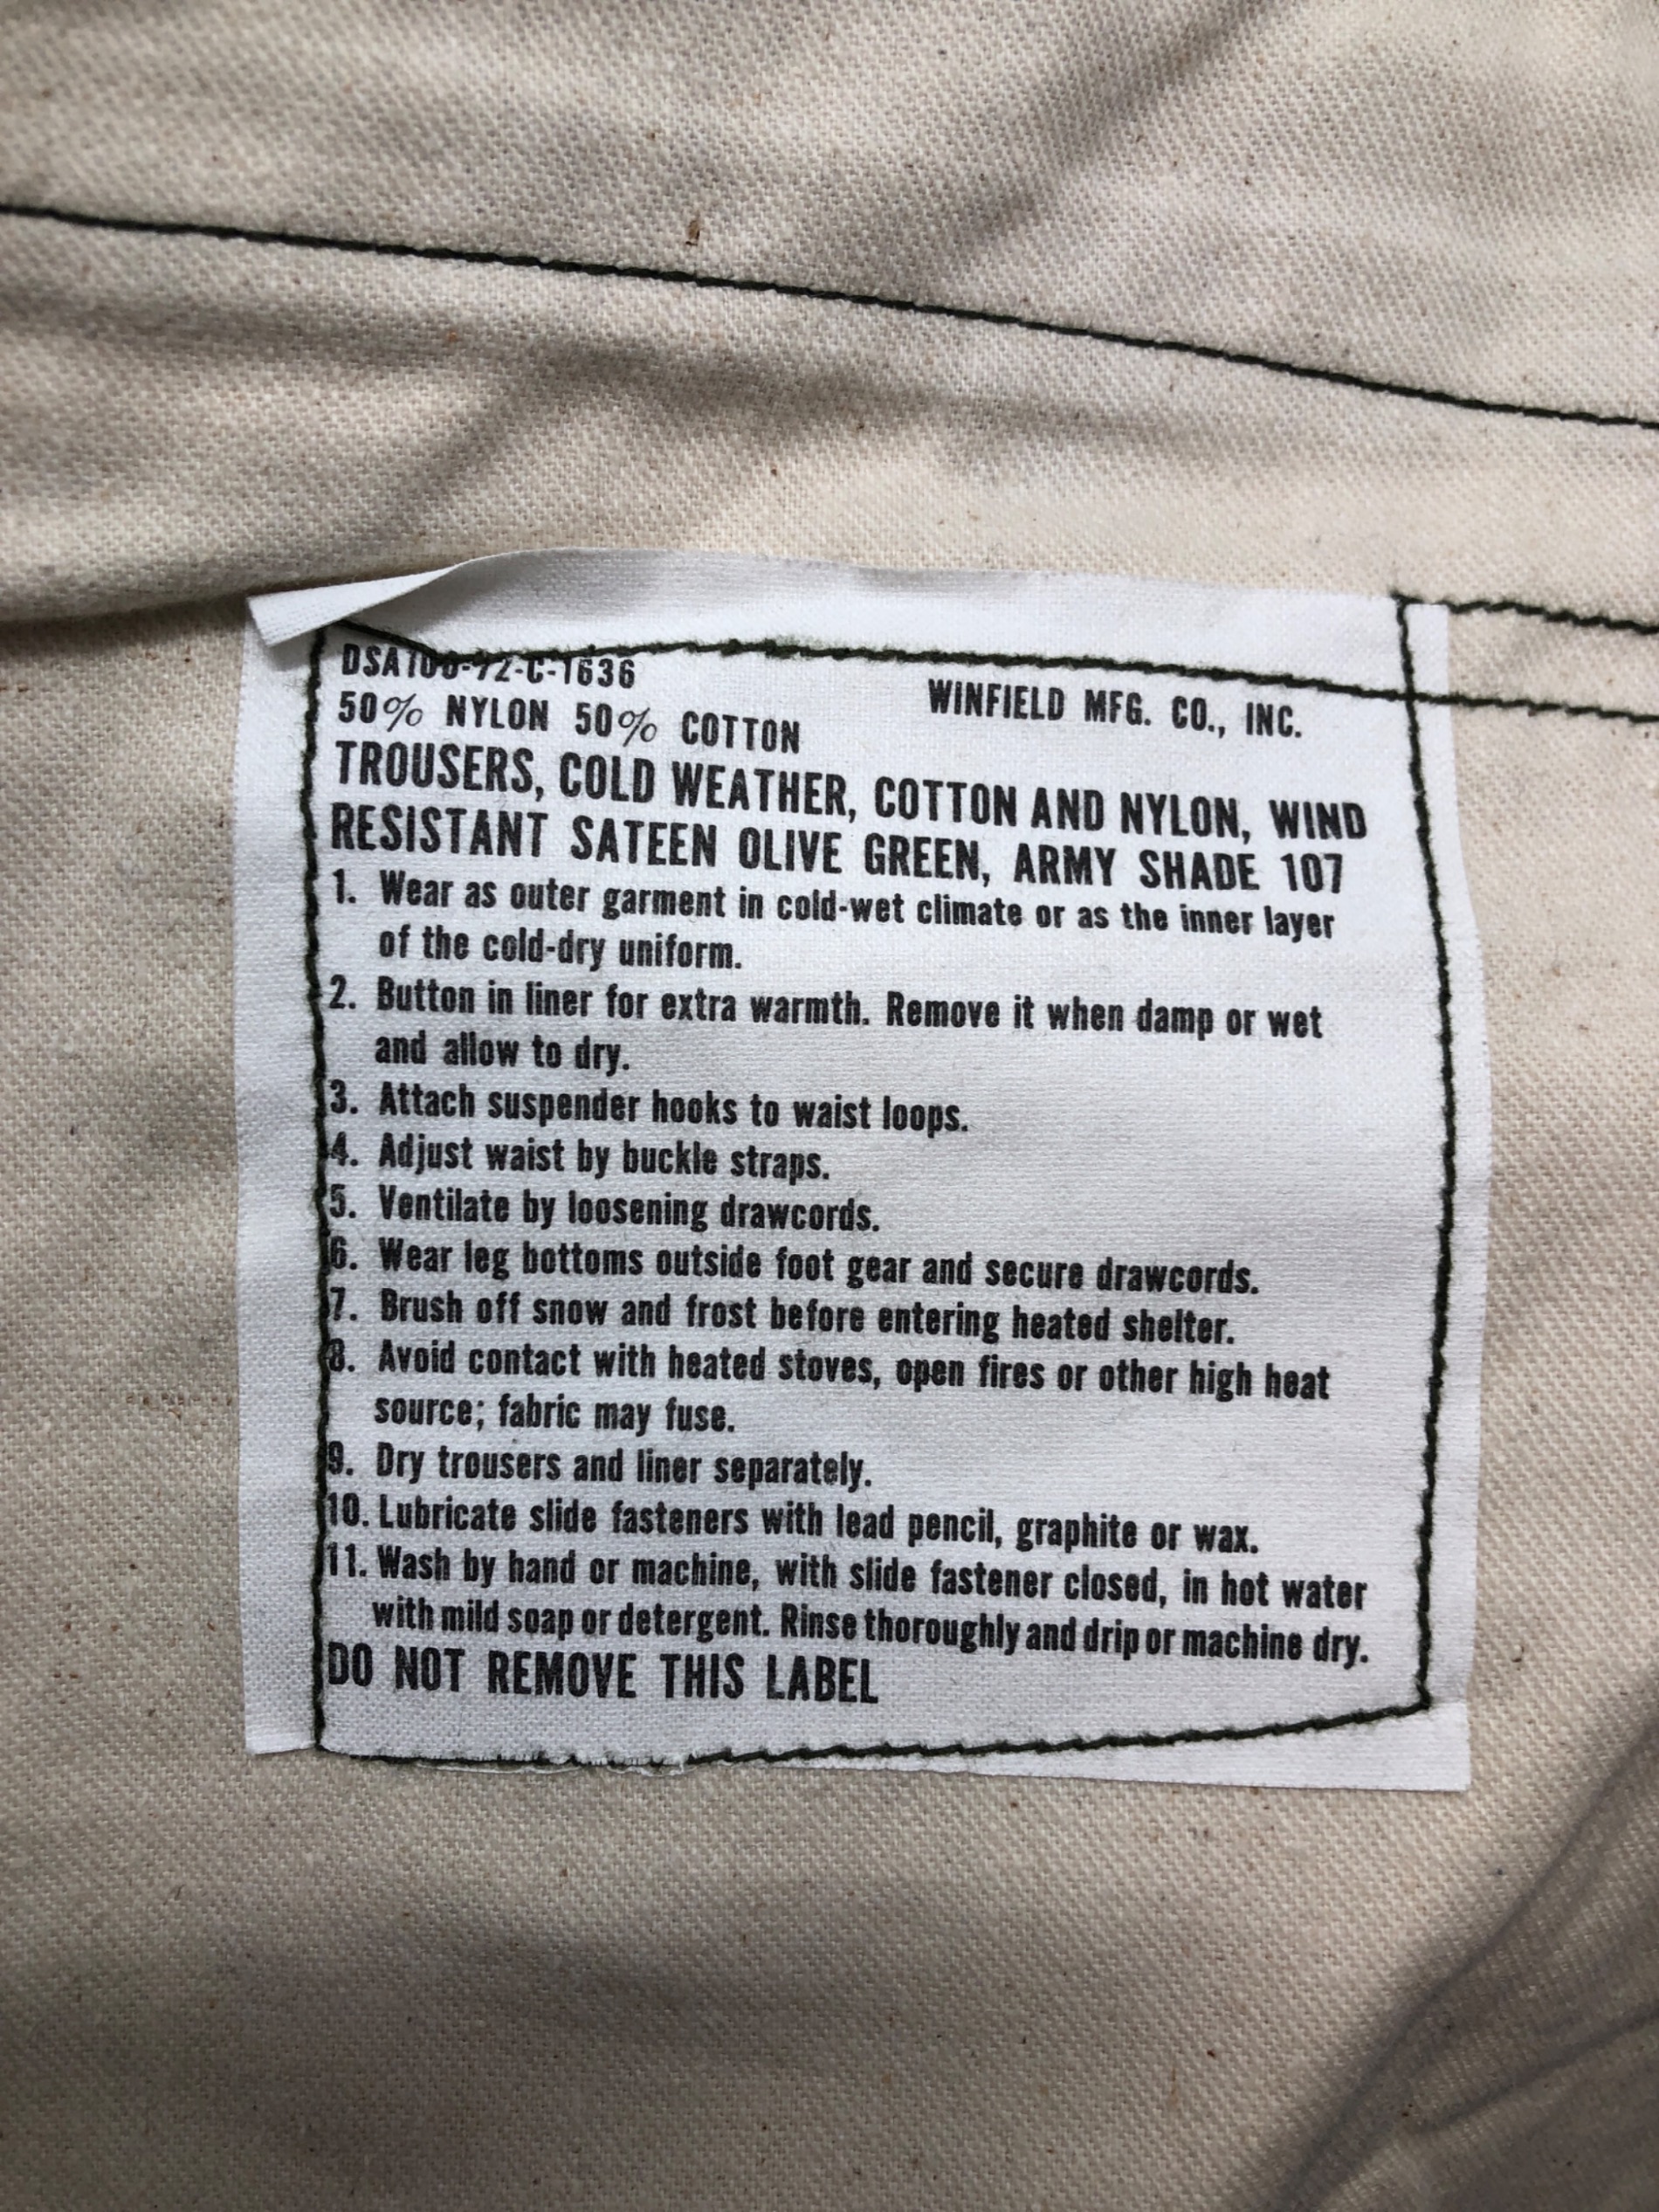 DSA100-72-C-1636
WINFIELD MFG. CO., INC.
50% NYLON 50% COTTON
TROUSERS, COLD WEATHER, COTTON AND NYLON, WIND
RESISTANT SATEEN OLIVE GREEN, ARMY SHADE 107
1. Wear as outer garment in cold-wet climate or as the inner layer
of the cold-dry uniform.
2. Button in liner for extra warmth. Remove it when damp or wet
and allow to dry.
3. Attach suspender hooks to waist loops.
4. Adjust waist by buckle straps.
5. Ventilate by loosening drawcords.
6. Wear leg bottoms outside foot gear and secure drawcords.
7. Brush off snow and frost before entering heated shelter.
8. Avoid contact with heated stoves, open fires or other high heat
source; fabric may fuse.
9. Dry trousers and liner separately.
10. Lubricate slide fasteners with lead pencil, graphite or wax.
11. Wash by hand or machine, with slide fastener closed, in hot water
with mild soap or detergent. Rinse thoroughly and drip or machine dry.
DO NOT REMOVE THIS LABEL